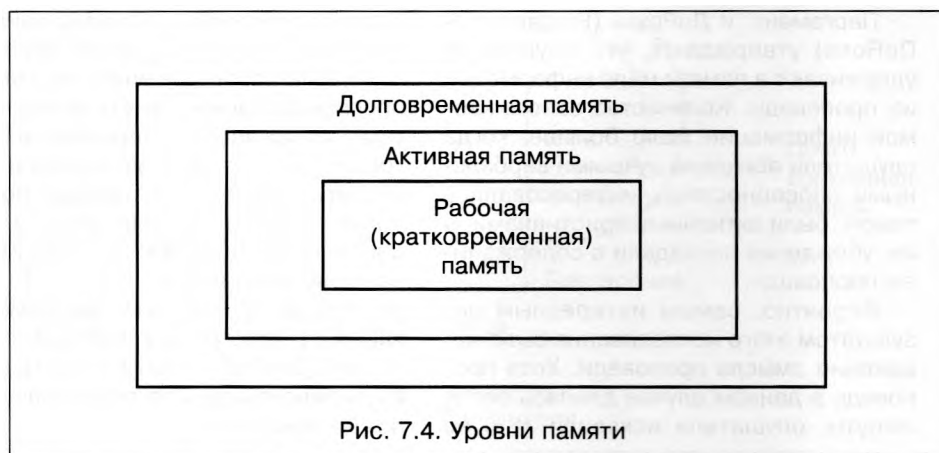 Долговременная память
Активная память
Рабочая
(кратковременная)
память
Рис. 7.4. Уровни памяти